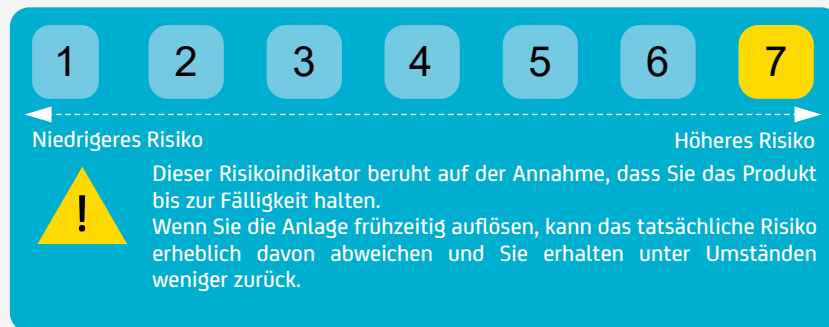 1 2 3 4 5 6 7
Niedrigeres Risiko Höheres Risiko
!
Dieser Risikoindikator beruht auf der Annahme, dass Sie das Produkt
bis zur Fälligkeit halten.
Wenn Sie die Anlage frühzeitig auflösen, kann das tatsächliche Risiko
erheblich davon abweichen und Sie erhalten unter Umständen
weniger zurück.